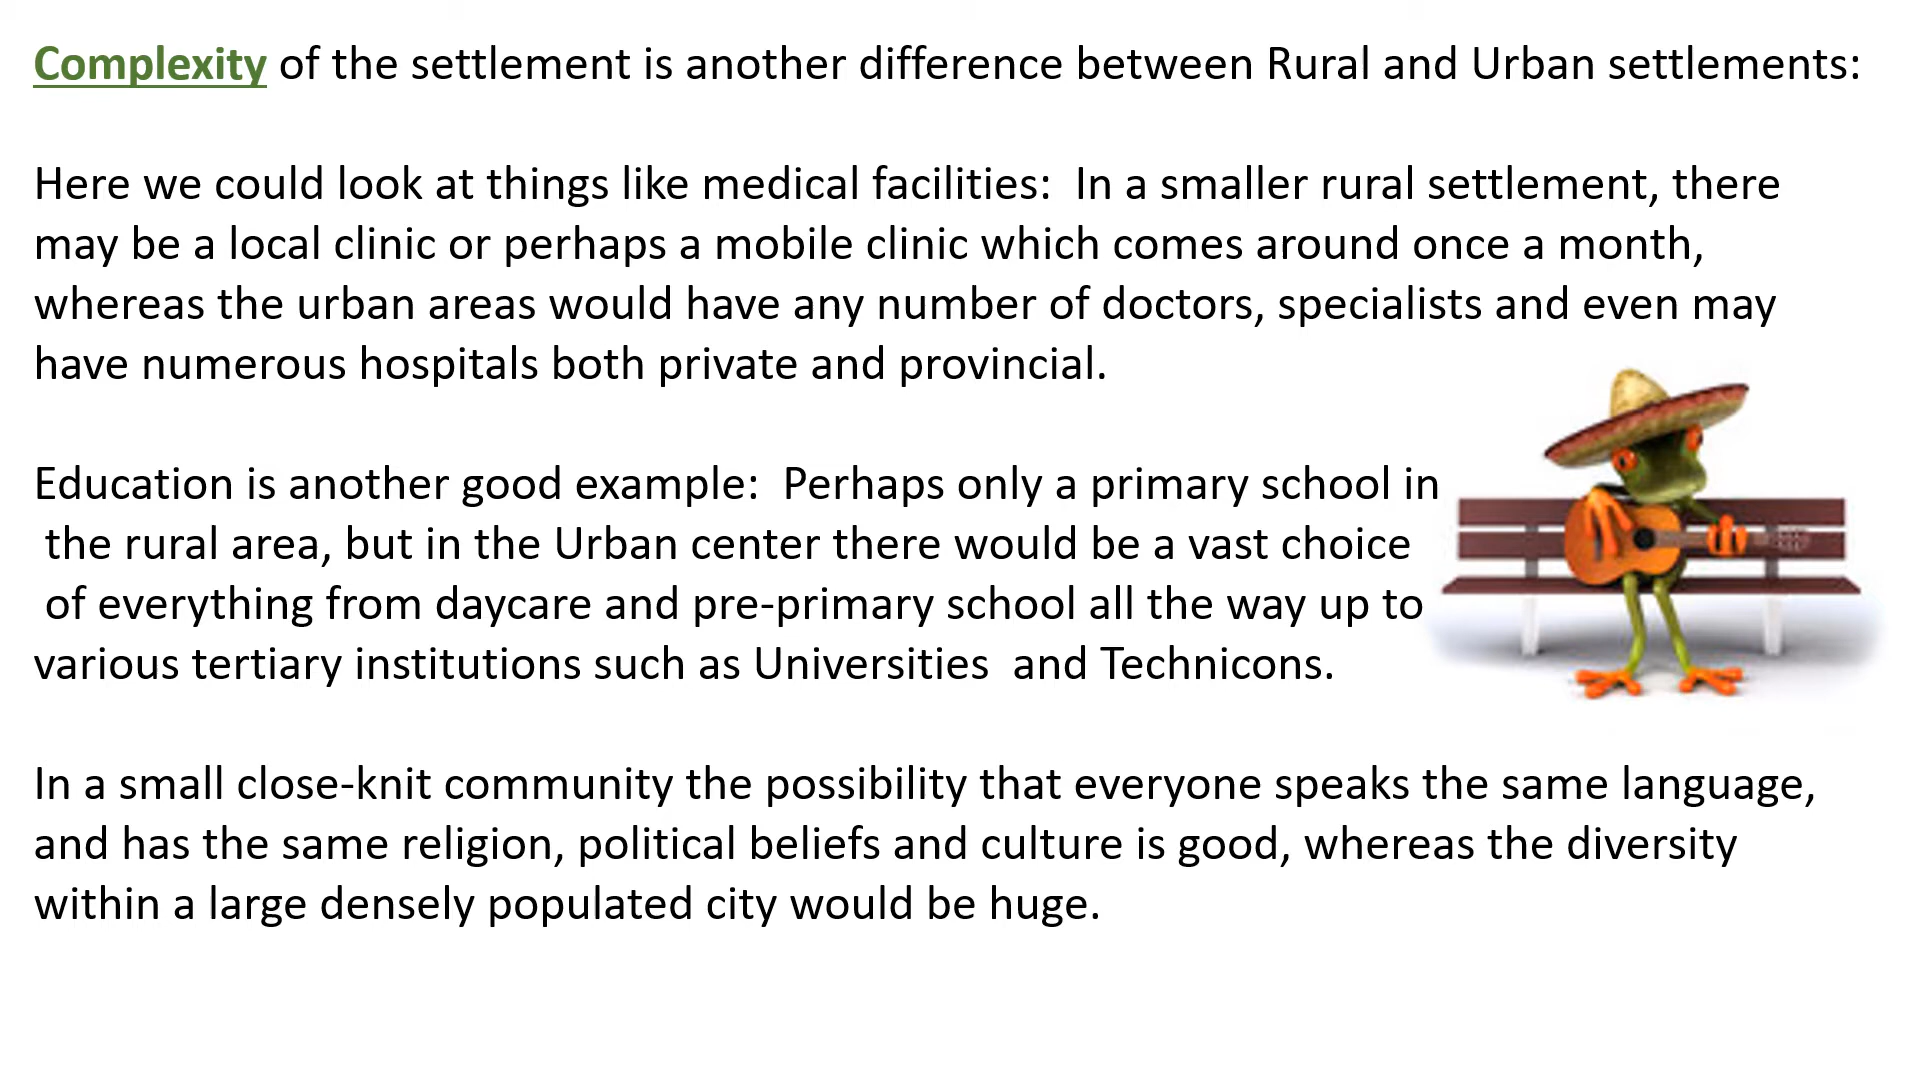 Complexity of the settlement is another difference between Rural and Urban settlements:
Here we could look at things like medical facilities:  In a smaller rural settlement, there
may be a local clinic or perhaps a mobile clinic which comes around once a month,
whereas the urban areas would have any number of doctors, specialists and even may
have numerous hospitals both private and provincial.
Education is another good example:  Perhaps only a primary school in
the rural area, but in the Urban center there would be a vast choice
of everything from daycare and pre-primary school all the way up to
various tertiary institutions such as Universities  and Technicons.
In a small close-knit community the possibility that everyone speaks the same language,
and has the same religion, political beliefs and culture is good, whereas the diversity
within a large densely populated city would be huge.